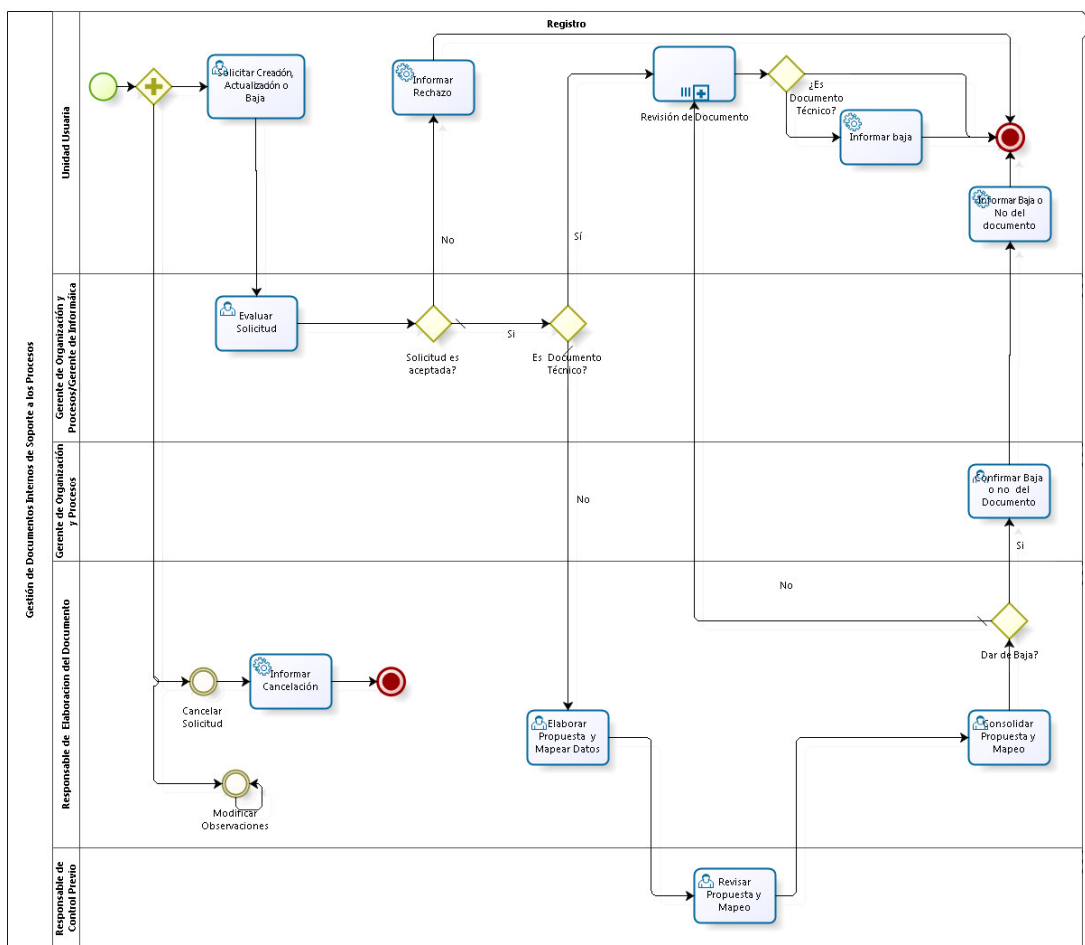 Registro
Gestión de Documentos Internos de Soporte a los Procesos
Unidad Usuaria
Solicitar Creación,
Actualización o
Baja
Informar
Rechazo
Revisión de Documento
¿Es
Documento
Técnico?
Informar baja
Informar Baja o
No del
documento
No
Sí
Gerente de Organización y
Procesos/Gerente de Informáica
Evaluar
Solicitud
Solicitud es
aceptada?
Si
Es Documento
Técnico?
Gerente de Organización
y Procesos
No
Confirmar Baja
o no del
Documento
Si
Responsable de Elaboracion del Documento
No
Dar de Baja?
Cancelar
Solicitud
Informar
Cancelación
Elaborar
Propuesta y
Mapear Datos
Consolidar
Propuesta y
Mapeo
Modificar
Observaciones
Responsable de
Control Previo
Revisar
Propuesta y
Mapeo